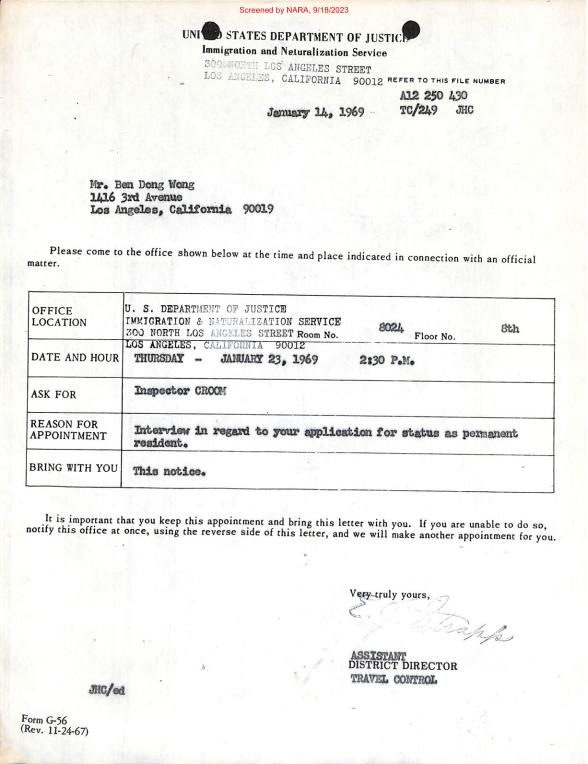 Screened by NARA, 9/18/2023
UNI STATES DEPARTMENT OF JUSTIC
Immigration and Naturalization Service
300 NORTH LOS ANGELES STREET
LOS ANGELES, CALIFORNIA 90012 REFER TO THIS FILE NUMBER
A12 250 430
January 14, 1969 TC/249 JHC
Mr. Ben Dong Wong
1416 3rd Avenue
Los Angeles, California 90019
Please come to the office shown below at the time and place indicated in connection with an official
matter.
OFFICE
LOCATION
U. S. DEPARTMENT OF JUSTICE
IMMIGRATION & NATURALIZATION SERVICE
300 NORTH LOS ANGELES STREET Room No. 8024 Floor No. 8th
LOS ANGELES, CALIFORNIA 90012
DATE AND HOUR THURSDAY - JANUARY 23, 1969 2:30 P.M.
ASK FOR Inspector CROOM
REASON FOR
APPOINTMENT
Interview in regard to your application for status as permanent
resident.
BRING WITH YOU This notice.
It is important that you keep this appointment and bring this letter with you. If you are unable to do so,
notify this office at once, using the reverse side of this letter, and we will make another appointment for you.
Very truly yours,
ASSISTANT
DISTRICT DIRECTOR
TRAVEL CONTROL
JHC/ed
Form G-56
(Rev. 11-24-67)